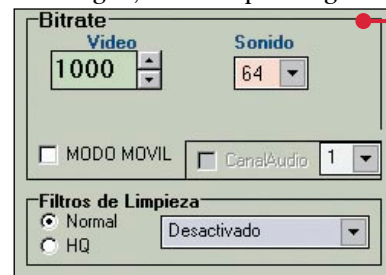 Bitrate
Video Sonido
1000 64
MODO MOVIL CanalAudio 1
Filtros de Limpieza
Normal Desactivado
HQ